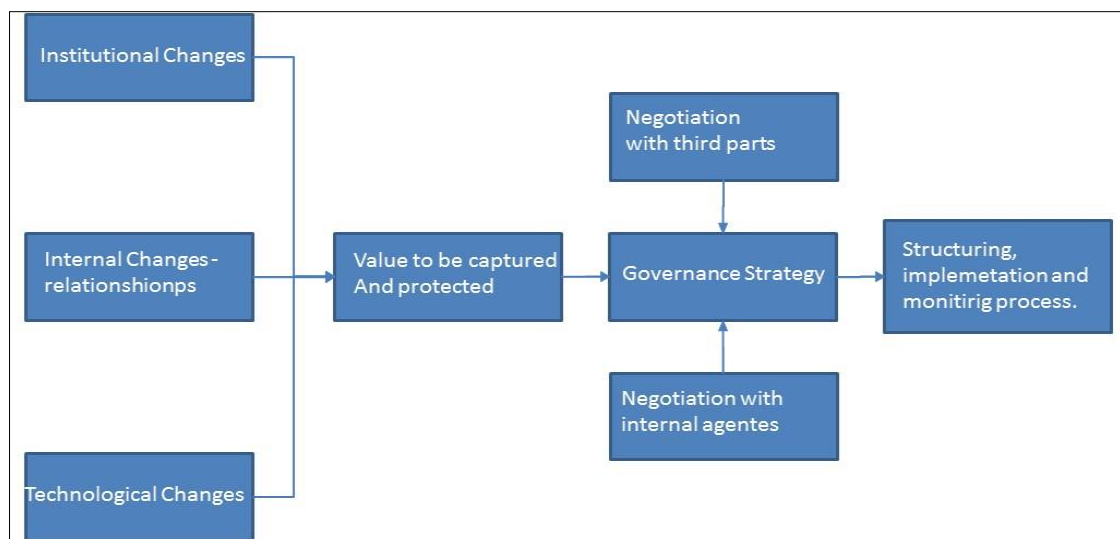 Institutional Changes
Internal Changes-
relationshionps
Technological Changes
Value to be captured
And protected
Negotiation
with third parts
Governance Strategy
Negotiation with
internal agentes
Structuring,
implemetation and
monitirig process.